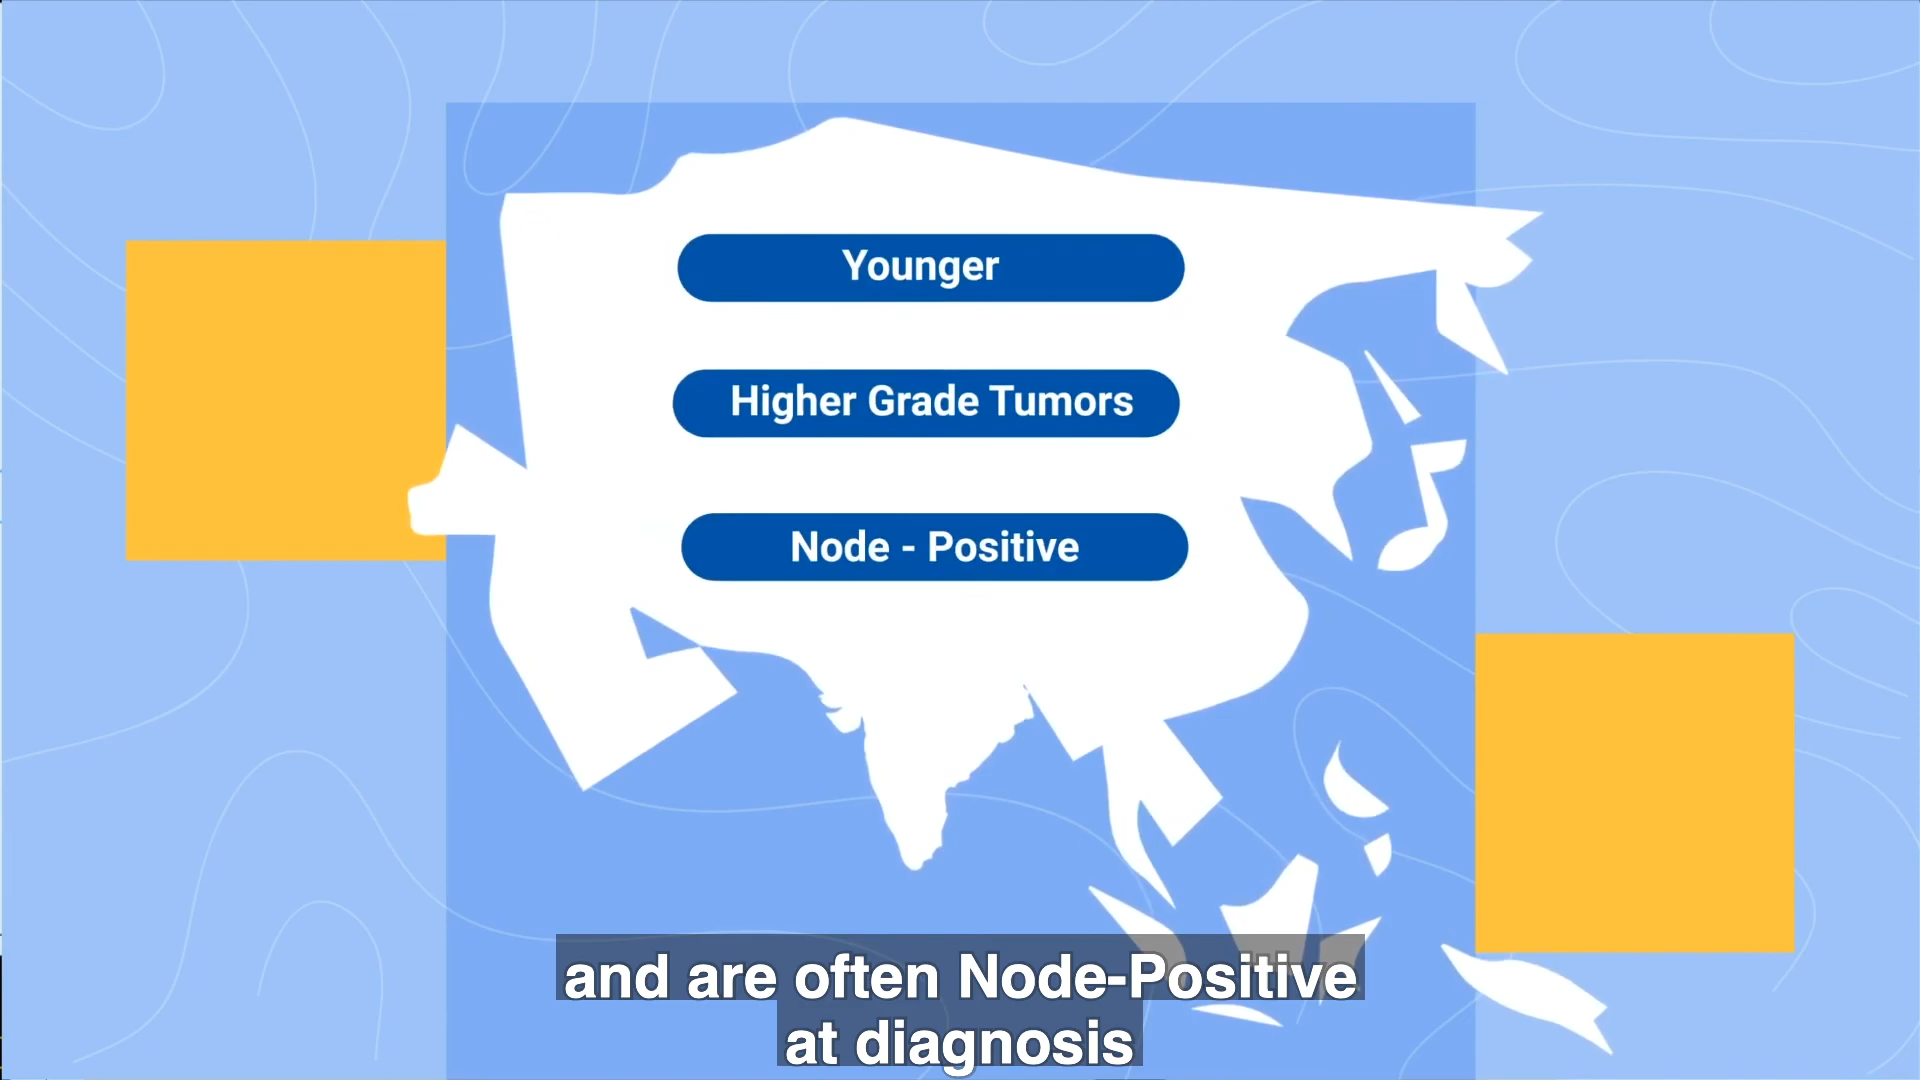 Younger
Higher Grade Tumors
Node - Positive
and are often Node-Positive
at diagnosis